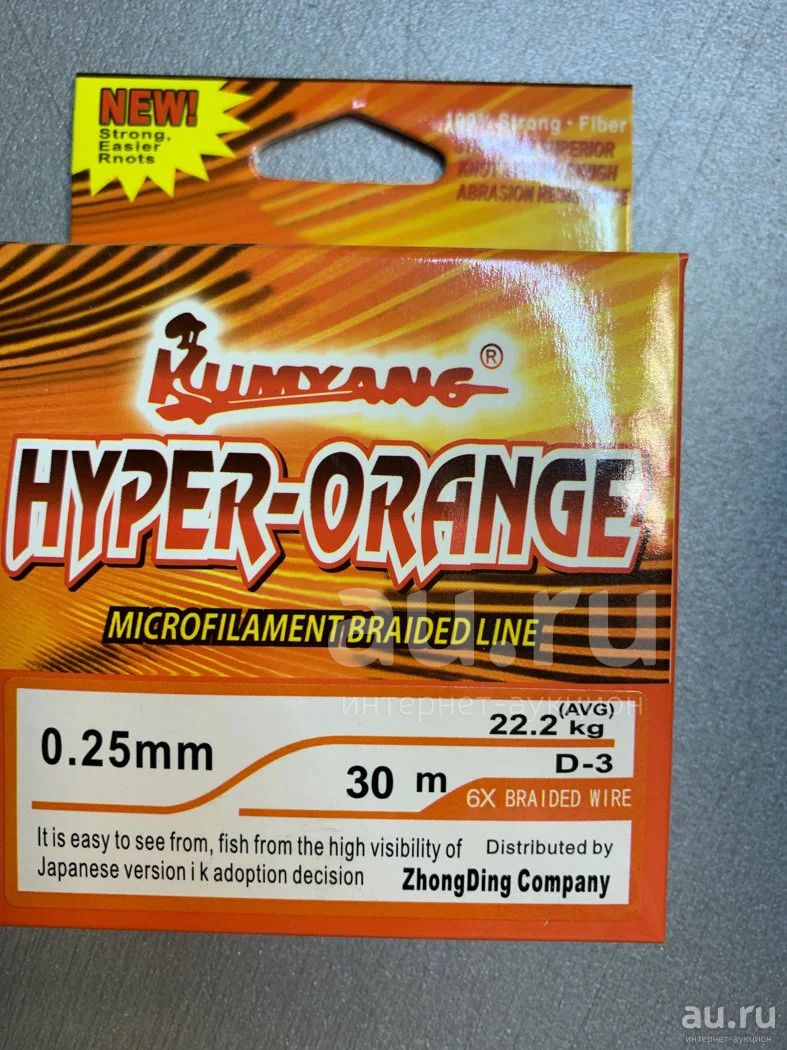 NEW!
Strong,
Easier
Rnots
100% Strong · Fiber
SUPERIOR
KNOT
ABRASION
KUMYANG®
HYPER-ORANGE
MICROFILAMENT BRAIDED LINE
au.ru
интернет-аукцион
(AVG)
22.2 kg
0.25mm
D-3
30 m
6X BRAIDED WIRE
It is easy to see from, fish from the high visibility of
Japanese version i k adoption decision
Distributed by
ZhongDing Company
au.ru
интернет-аукцион